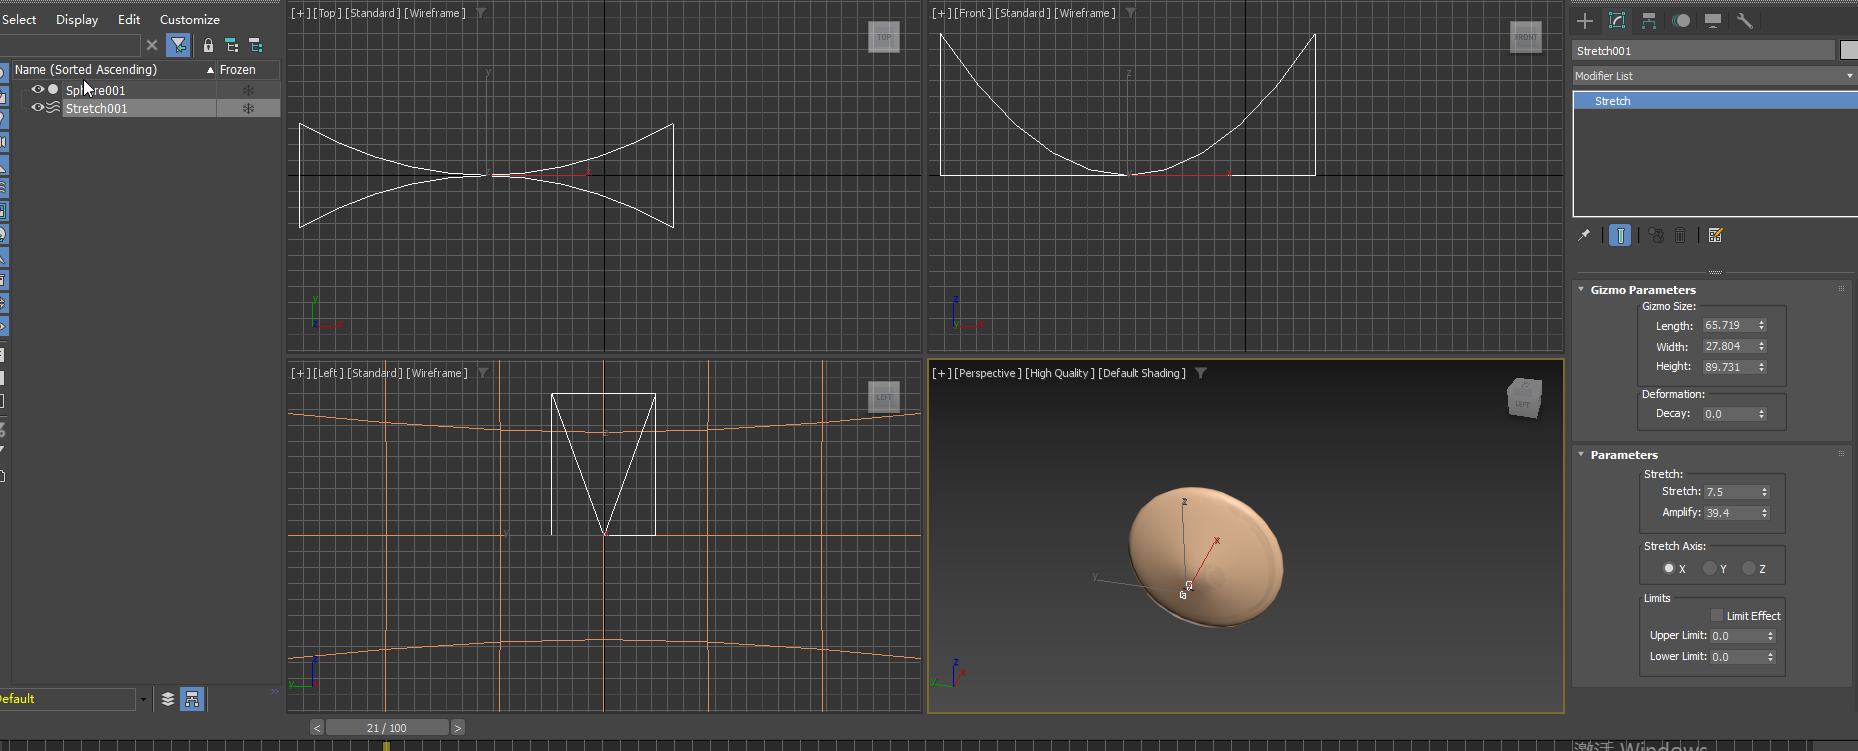 Select Display Edit Customize
Name (Sorted Ascending) Frozen
Sphere001
Stretch001
[+] [Top] [Standard] [Wireframe]
TOP
[+] [Front] [Standard] [Wireframe]
FRONT
[+] [Left] [Standard] [Wireframe]
LEFT
[+] [Perspective] [High Quality] [Default Shading]
LEFT
Stretch001
Modifier List
Stretch
Gizmo Parameters
Gizmo Size:
Length: 65.719
Width: 27.804
Height: 89.731
Deformation:
Decay: 0.0
Parameters
Stretch:
Stretch: 7.5
Amplify: 39.4
Stretch Axis:
X Y Z
Limits
Limit Effect
Upper Limit: 0.0
Lower Limit: 0.0
efault
< 21 / 100 >
激活 Windows